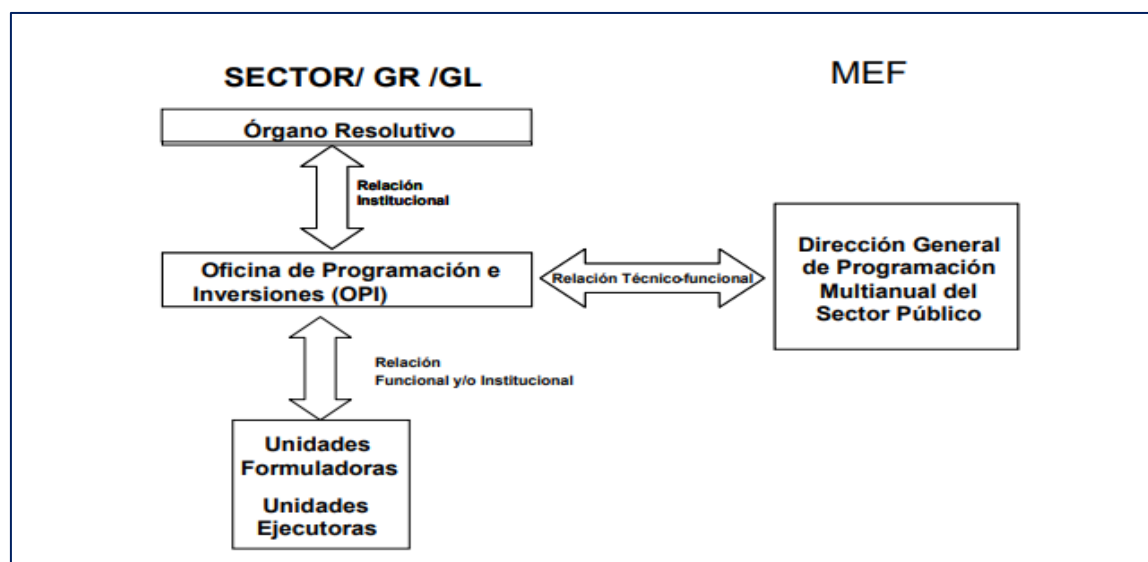 SECTOR/ GR /GL
MEF
Órgano Resolutivo
Relación
Institucional
Oficina de Programación e
Inversiones (OPI)
Relación Técnico-funcional
Dirección General
de Programación
Multianual del
Sector Público
Relación
Funcional y/o Institucional
Unidades
Formuladoras
Unidades
Ejecutoras